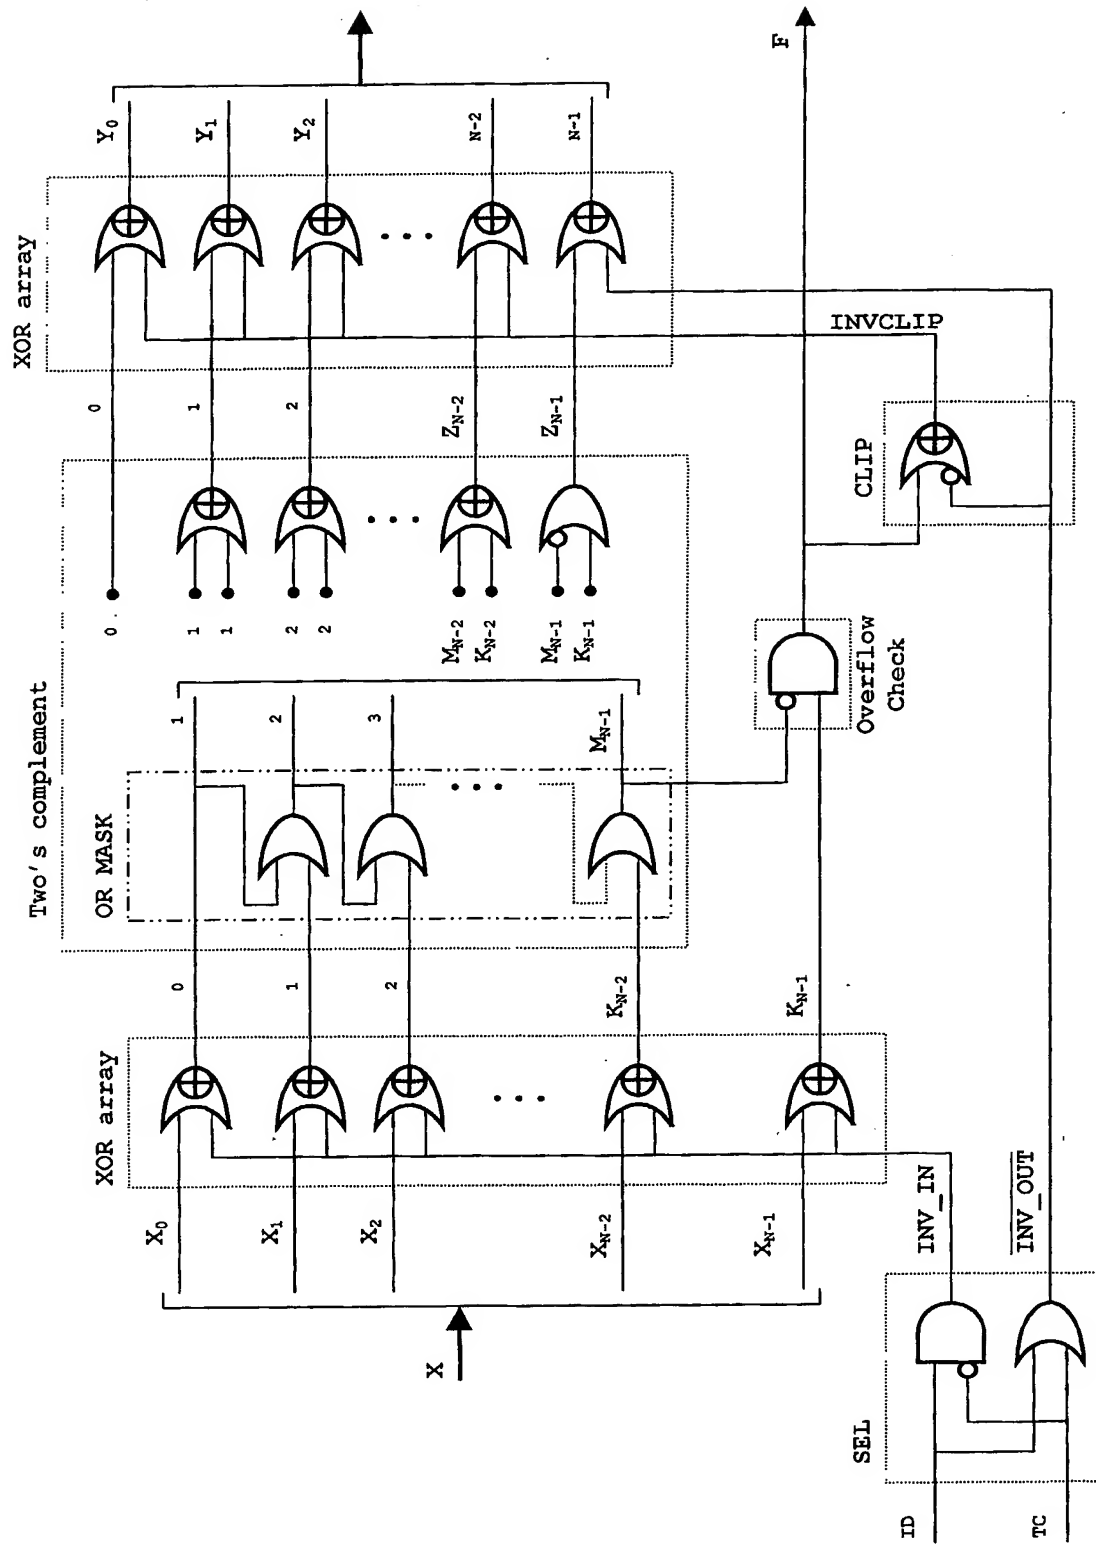 X
X0
X1
X2
XN-2
XN-1
XOR array
0
1
2
KN-2
KN-1
Two's complement
OR MASK
1
2
3
MN-1
0
1
1
2
2
MN-2
KN-2
MN-1
KN-1
0
1
2
ZN-2
ZN-1
XOR array
Y0
Y1
Y2
N-2
N-1
Overflow
Check
F
CLIP
INVCLIP
SEL
ID
TC
INV_IN
INV_OUT